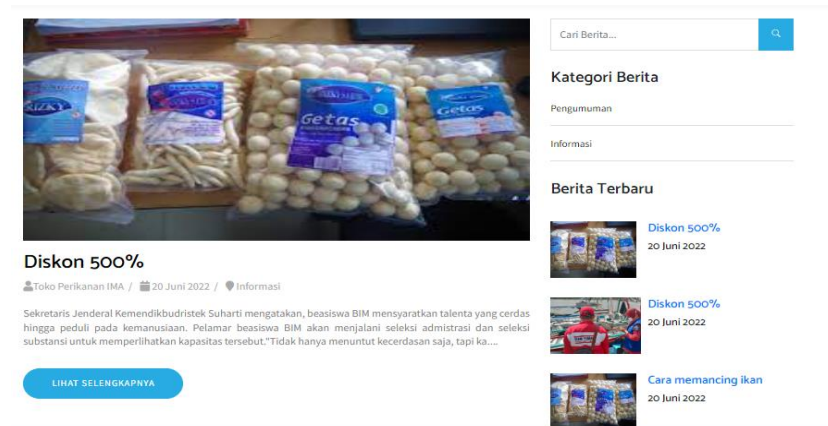 Cari Berita...
Kategori Berita
Pengumuman
Informasi
Berita Terbaru
Diskon 500%
20 Juni 2022
Diskon 500%
20 Juni 2022
Cara memancing ikan
20 Juni 2022
Getas
Getas
Diskon 500%
Toko Perikanan IMA / 20 Juni 2022 / Informasi
Sekretaris Jenderal Kemendikbudristek Suharti mengatakan, beasiswa BIM mensyaratkan talenta yang cerdas
hingga peduli pada kemanusiaan. Pelamar beasiswa BIM akan menjalani seleksi admistrasi dan seleksi
substansi untuk memperlihatkan kapasitas tersebut."Tidak hanya menuntut kecerdasan saja, tapi ka....
LIHAT SELENGKAPNYA